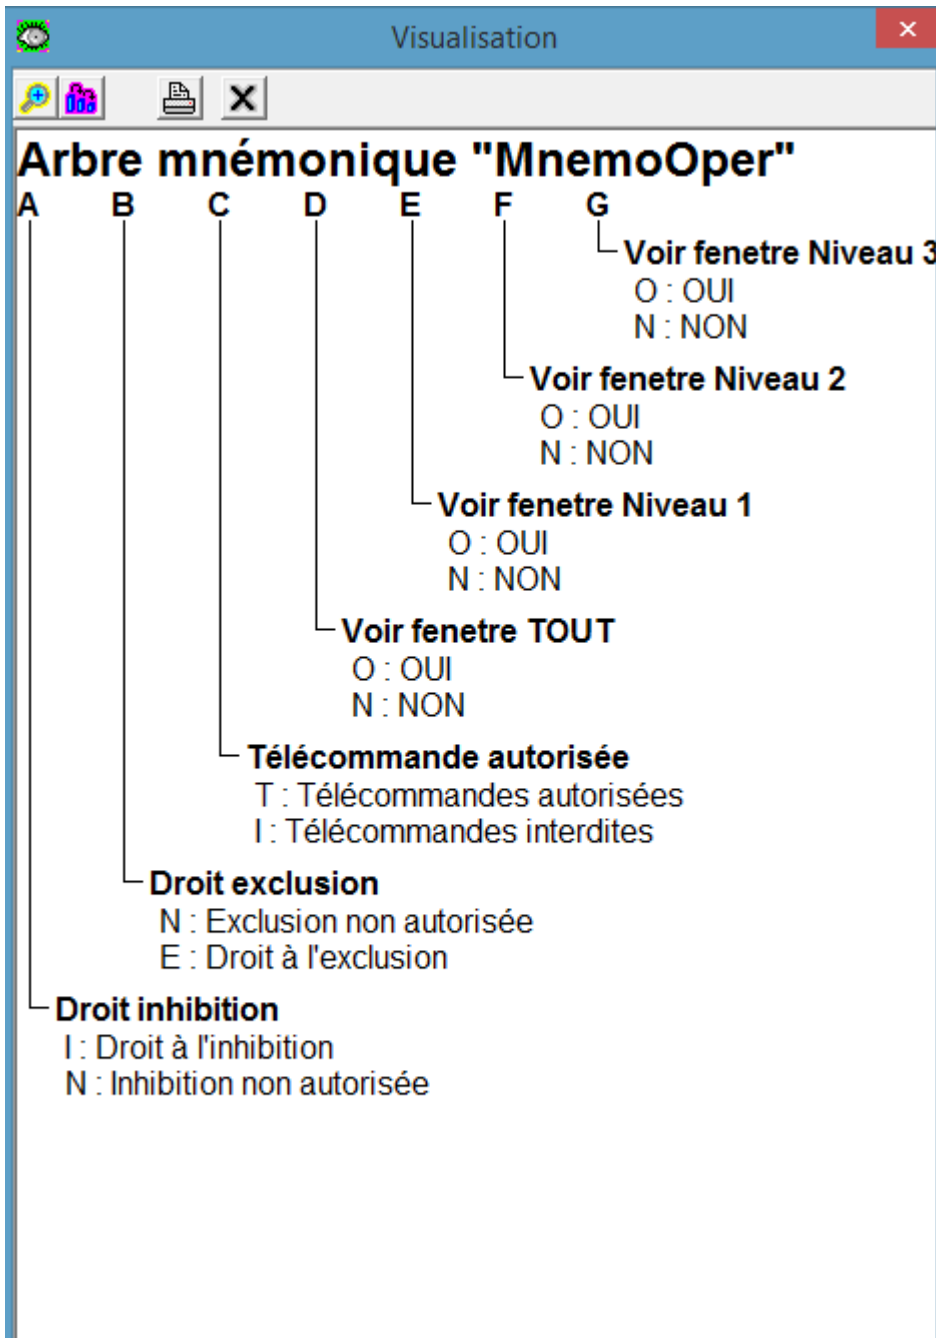 Visualisation
Arbre mnémonique "MnemoOper"
A B C D E F G
Voir fenetre Niveau 3
O : OUI
N : NON
Voir fenetre Niveau 2
O : OUI
N : NON
Voir fenetre Niveau 1
O : OUI
N : NON
Voir fenetre TOUT
O : OUI
N : NON
Télécommande autorisée
T : Télécommandes autorisées
I : Télécommandes interdites
Droit exclusion
N : Exclusion non autorisée
E : Droit à l'exclusion
Droit inhibition
I : Droit à l'inhibition
N : Inhibition non autorisée